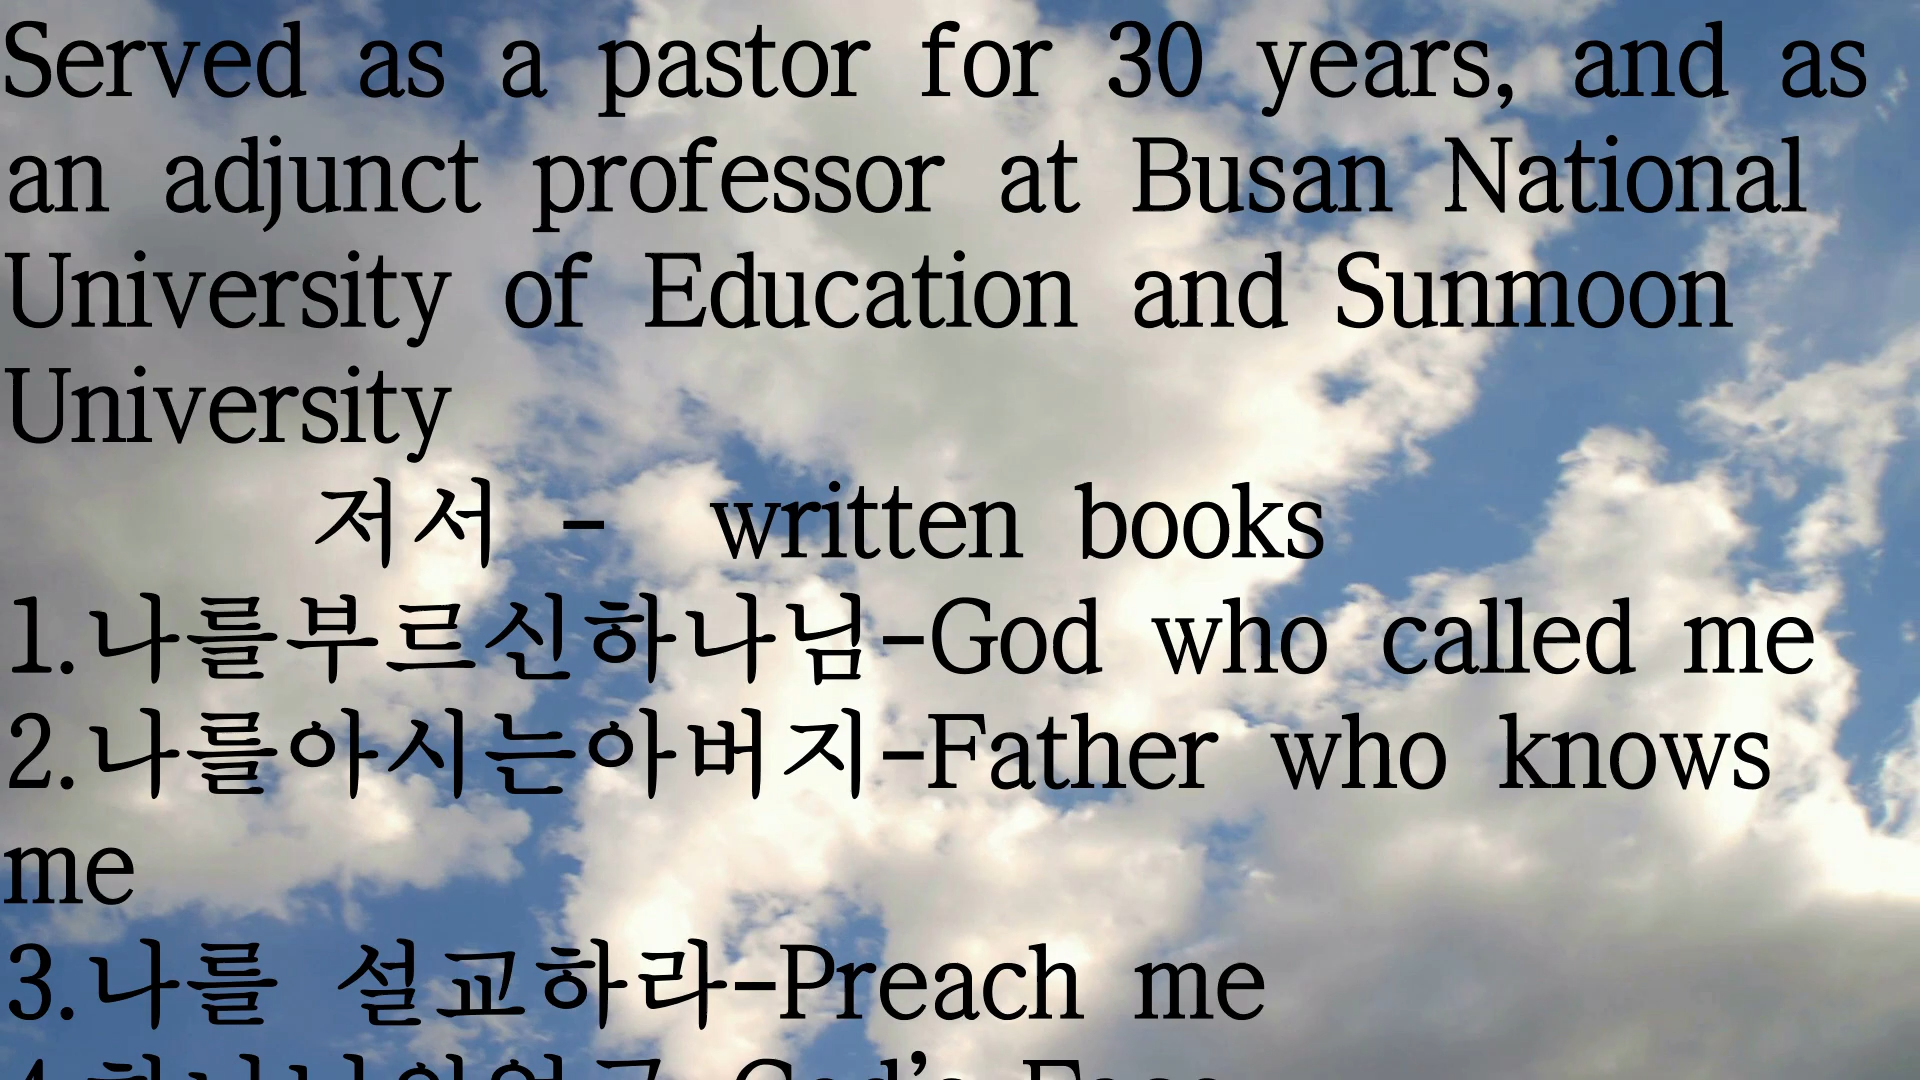 Served as a pastor for 30 years, and as
an adjunct professor at Busan National
University of Education and Sunmoon
University
저서 - written books
1.나를부르신하나님-God who called me
2.나를아시는아버지-Father who knows
me
3.나를 설교하라-Preach me
God's Face